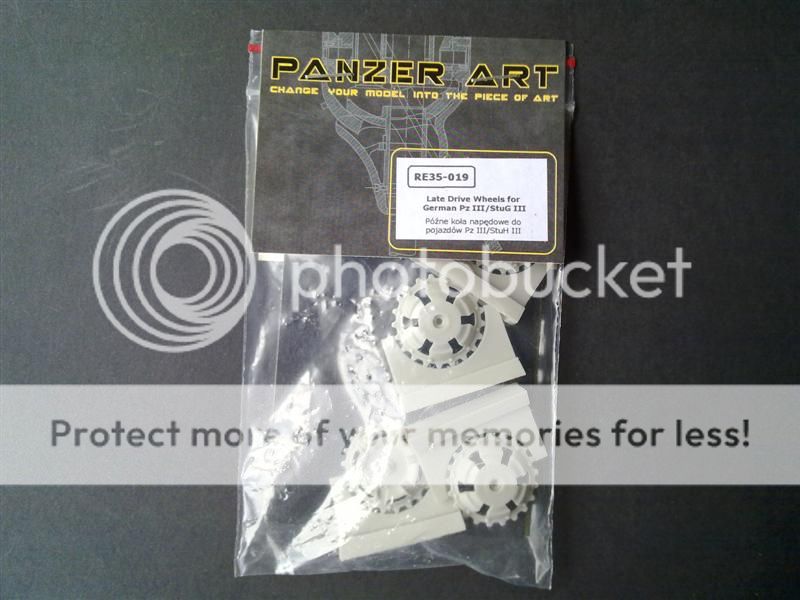 PANZER ART
CHANGE YOUR MODEL INTO THE PIECE OF ART
RE35-019
Late Drive Wheels for
German Pz III/StuG III
Późne koła napędowe do
pojazdów Pz III/StuH III
photobucket
Protect more of your memories for less!